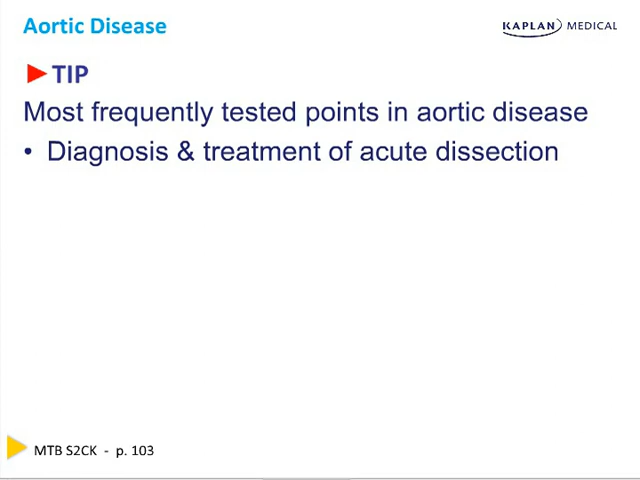 Aortic Disease
KAPLAN MEDICAL
TIP
Most frequently tested points in aortic disease
• Diagnosis & treatment of acute dissection
MTB S2CK - p. 103